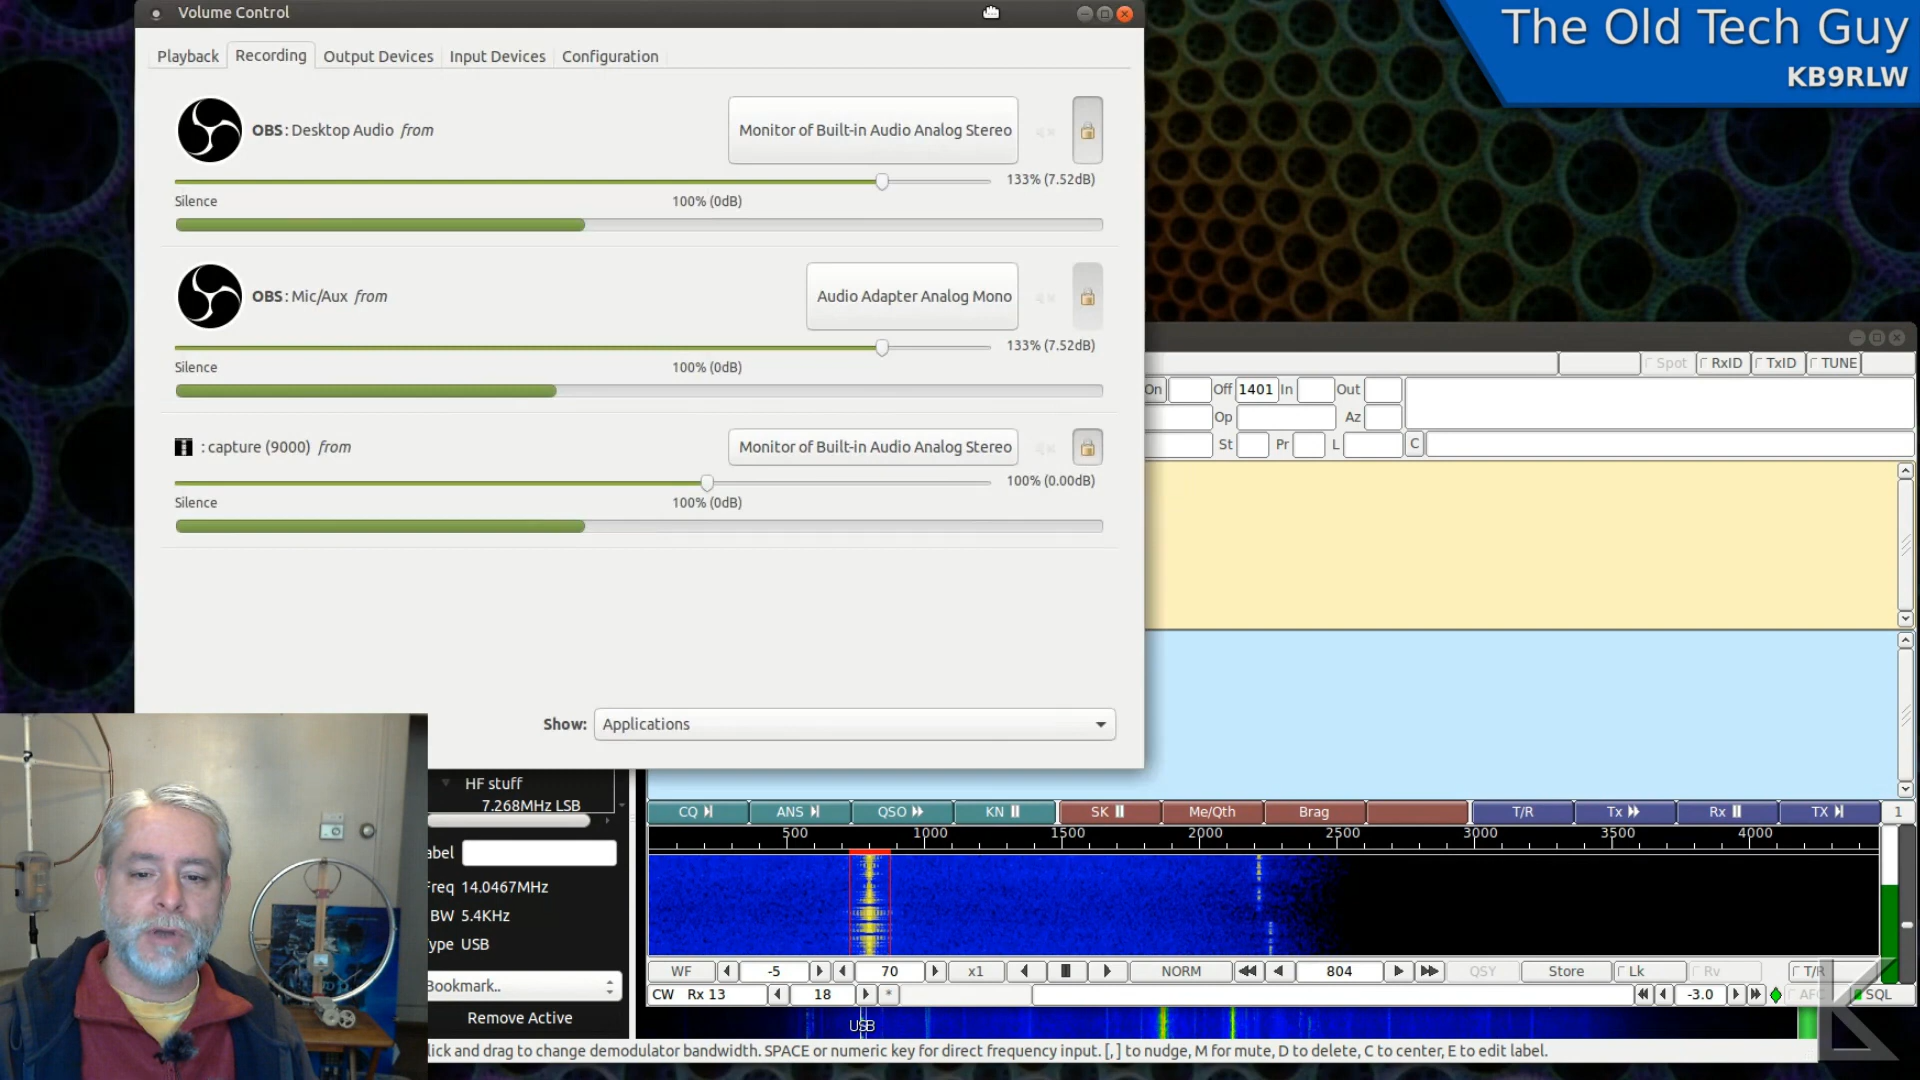 Volume Control
The Old Tech Guy
KB9RLW
Playback Recording Output Devices Input Devices Configuration
OBS: Desktop Audio from Monitor of Built-in Audio Analog Stereo
133% (7.52dB)
Silence 100% (0dB)
OBS: Mic/Aux from Audio Adapter Analog Mono
133% (7.52dB)
Silence 100% (0dB)
: capture (9000) from Monitor of Built-in Audio Analog Stereo
100% (0.00dB)
Silence 100% (0dB)
Show: Applications
Spot RxID TxID TUNE
On Off 1401 In Out
Op Az
St Pr L C
HF stuff
7.268MHz LSB
abel
Freq 14.0467MHz
BW 5.4KHz
ype USB
Bookmark..
Remove Active
CQ ANS QSO KN SK Me/Qth Brag T/R Tx Rx TX 1
500 1000 1500 2000 2500 3000 3500 4000
WF -5 70 x1 NORM 804 QSY Store Lk Rv T/R
CW Rx 13 18 * -3.0 AFC SQL
USB
lick and drag to change demodulator bandwidth. SPACE or numeric key for direct frequency input. [,] to nudge, M for mute, D to delete, C to center, E to edit label.